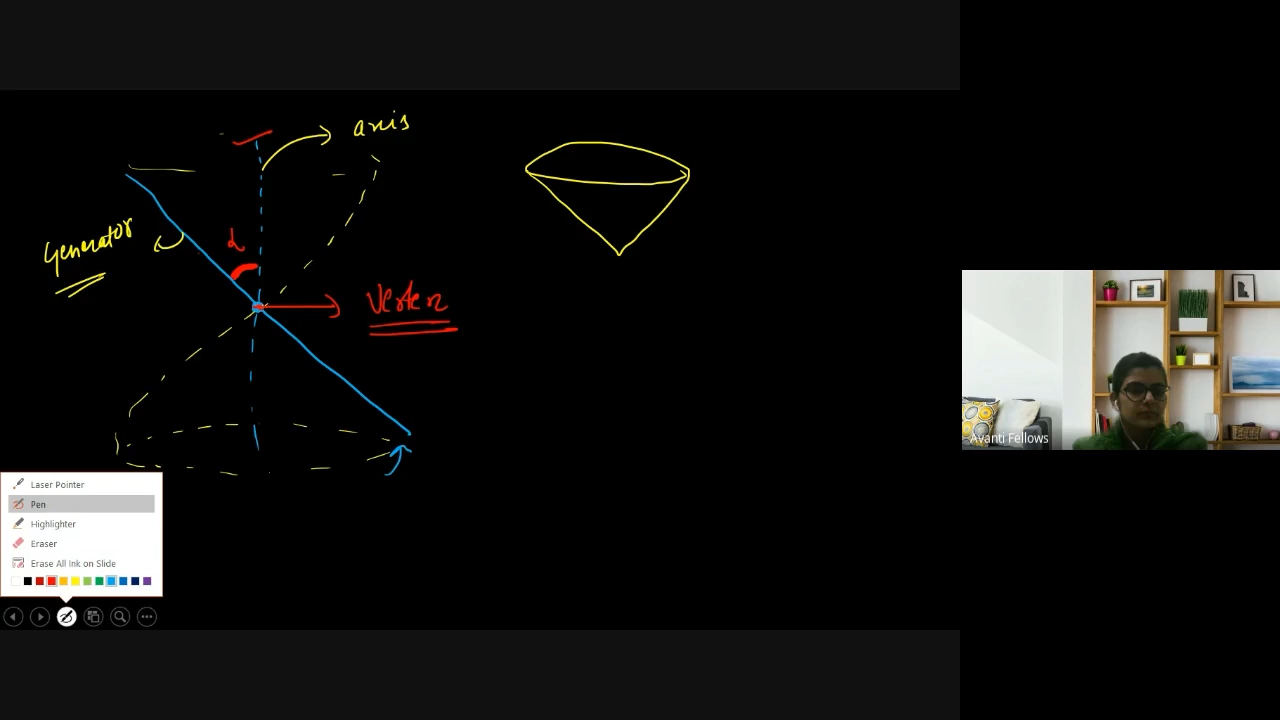 axis
Generator
α
Vertex
Avanti Fellows
Laser Pointer
Pen
Highlighter
Eraser
Erase All Ink on Slide